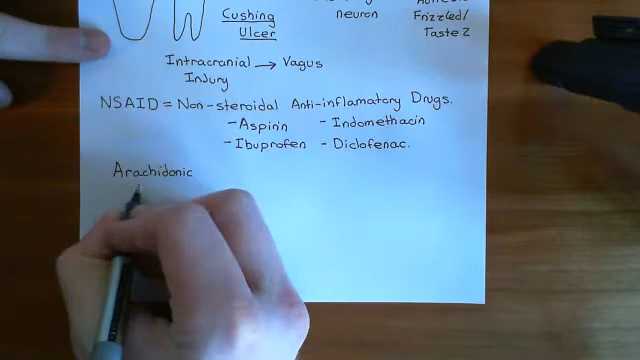 Cushing
Ulcer
neuron
Frizzled/
Taste 2
Intracranial → Vagus
Injury
NSAID = Non-steroidal Anti-inflamatory Drugs.
- Aspirin - Indomethacin
- Ibuprofen - Diclofenac.
Arachidonic